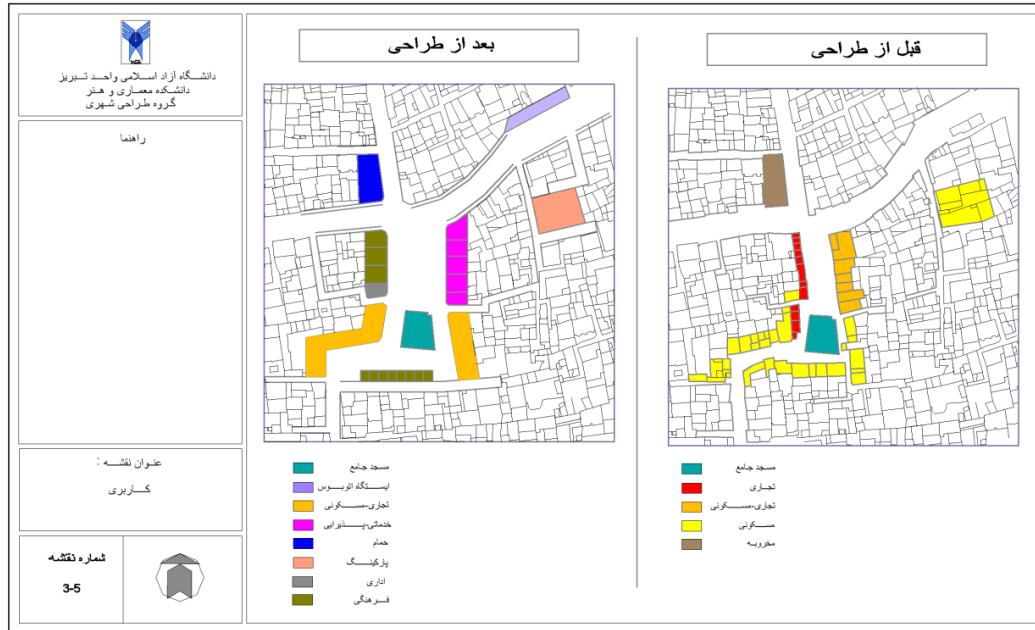 قبل از طراحی
بعد از طراحی
دانشگاه آزاد اسلامی واحد تبریز
دانشکده معماری و هنر
گروه طراحی شهری
راهنما
مسجد جامع
تجاری
تجاری-مسکونی
مسکونی
مخروبه
مسجد جامع
ایستگاه اتوبوس
تجاری-مسکونی
خدماتی-پذیرایی
حمام
پارکینگ
اداری
فرهنگی
عنوان نقشه :
کاربری
شماره نقشه
3-5